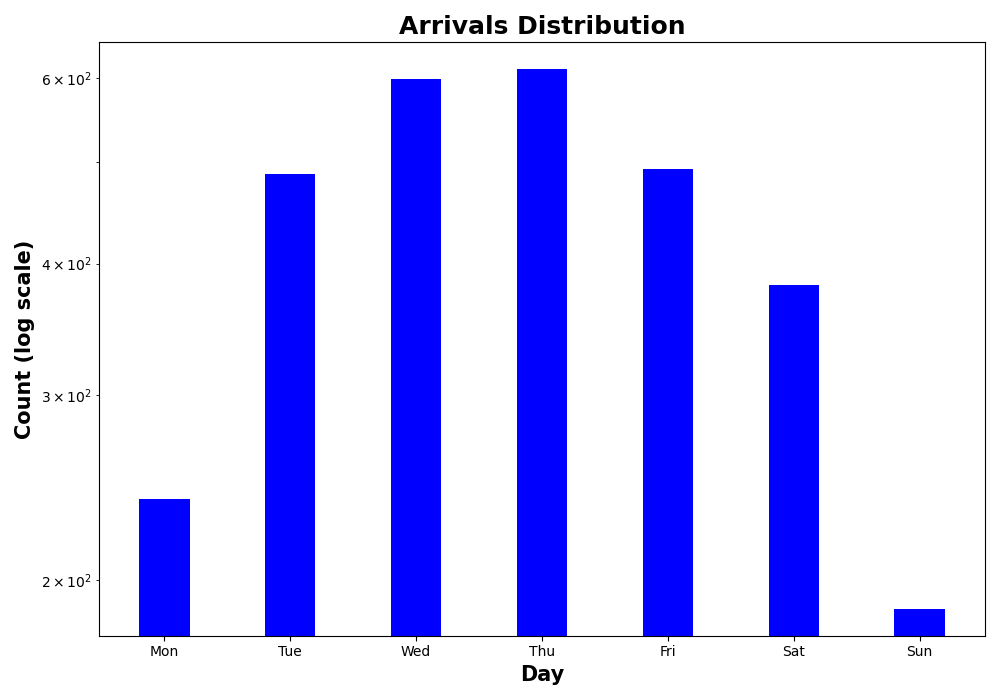 Arrivals Distribution
6 × 10²
4 × 10²
3 × 10²
2 × 10²
Count (log scale)
Mon Tue Wed Thu Fri Sat Sun
Day